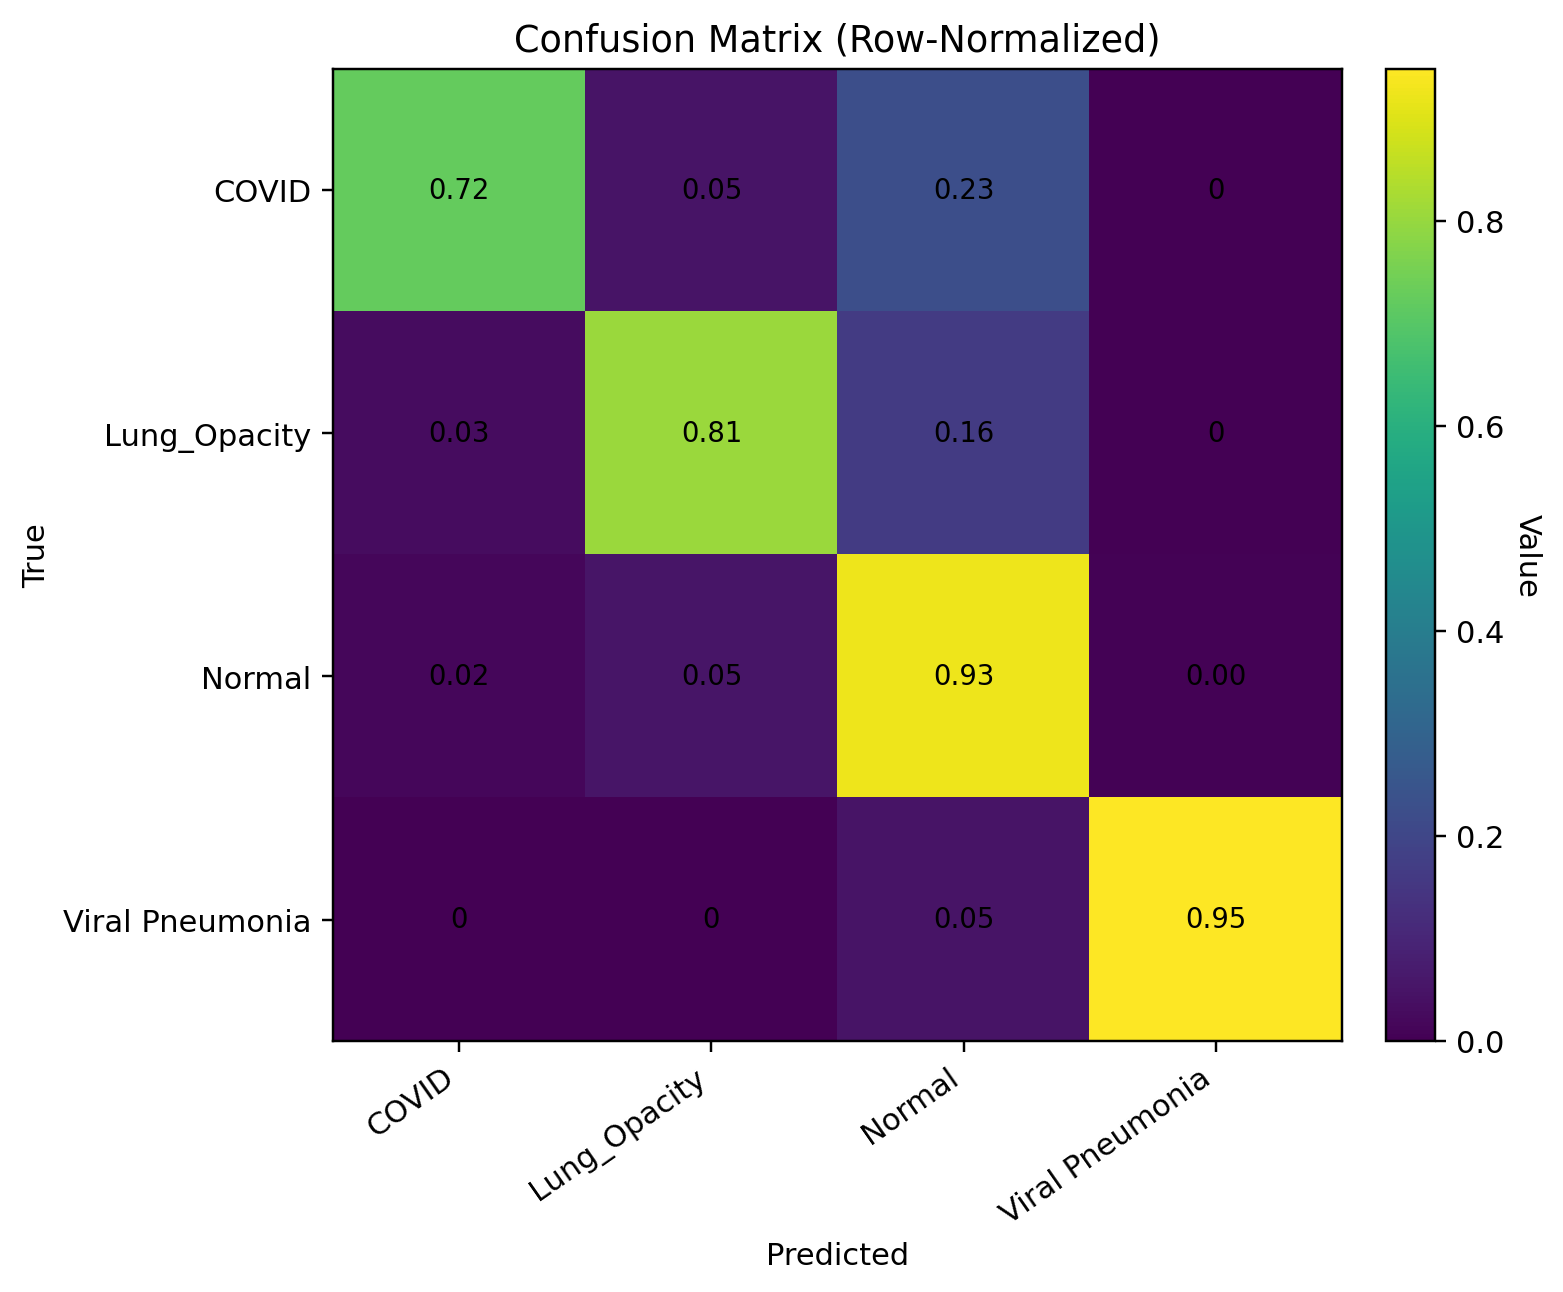 Confusion Matrix (Row-Normalized)
COVID 0.72 0.05 0.23 0
Lung_Opacity 0.03 0.81 0.16 0
Normal 0.02 0.05 0.93 0.00
Viral Pneumonia 0 0 0.05 0.95
True
COVID Lung_Opacity Normal Viral Pneumonia
Predicted
0.8
0.6
0.4
0.2
0.0
Value